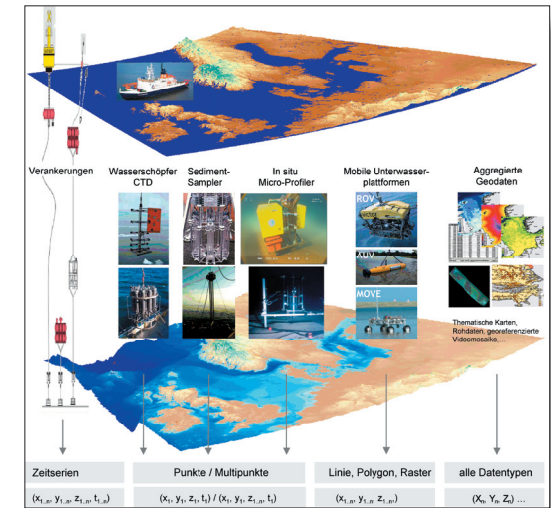 Verankerungen
Wasserschöpfer
CTD
Sediment-
Sampler
In situ
Micro-Profiler
Mobile Unterwasser-
plattformen
Aggregierte
Geodaten
ROV
MOVE
Thematische Karten,
Rohdaten, georeferenzierte
Videomosaike,...
Zeitserien
Punkte / Multipunkte
Linie, Polygon, Raster
alle Datentypen
(x1..n, y1..n, z1..n, t1..n)
(x1, y1, z1, t1) / (x1, y1, z1..n, t1)
(x1..n, y1..n, z1..n,)
(Xn, Yn, Zn) ...